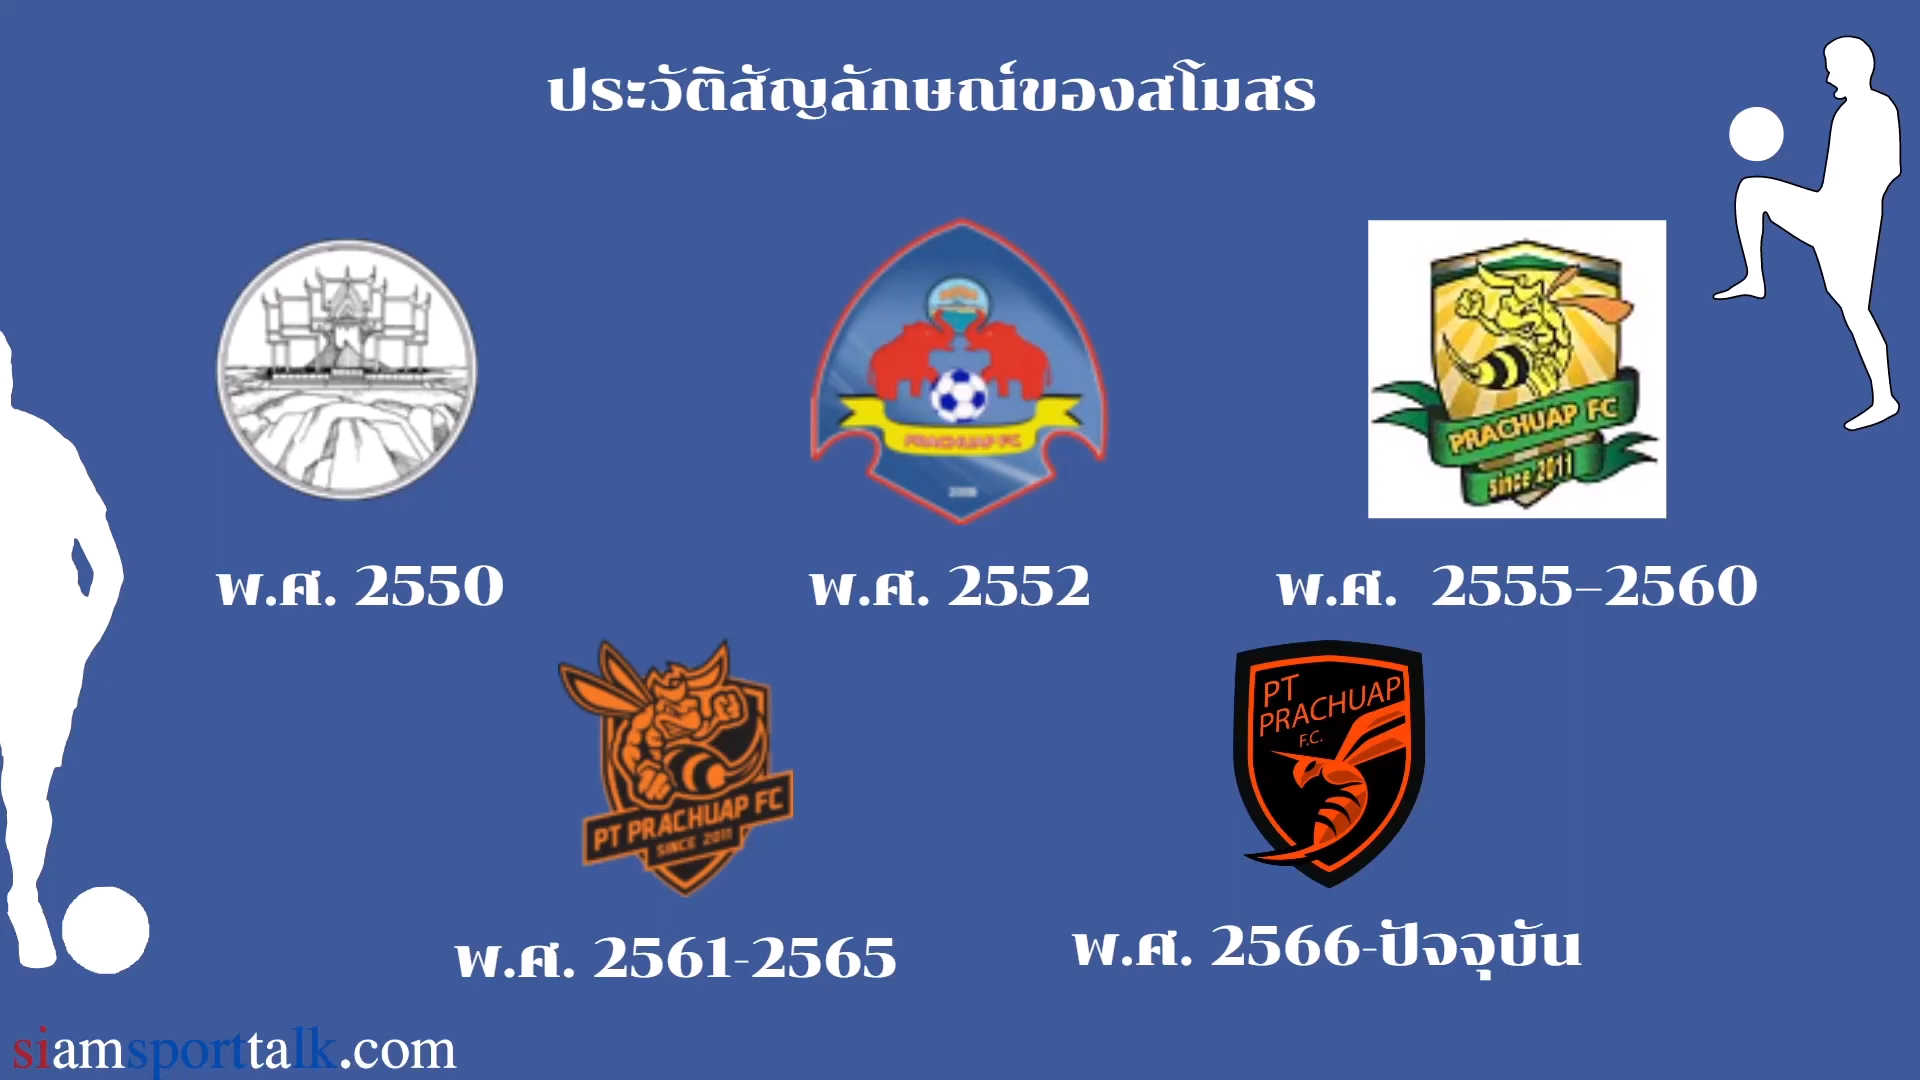 ประวัติสัญลักษณ์ของสโมสร
PRACHUAP FC
PRACHUAP FC
since 2011
พ.ศ. 2550
พ.ศ. 2552
พ.ศ. 2555–2560
PT PRACHUAP FC
SINCE 2011
PT
PRACHUAP
F.C.
พ.ศ. 2561-2565
พ.ศ. 2566-ปัจจุบัน
siamsporttalk.com